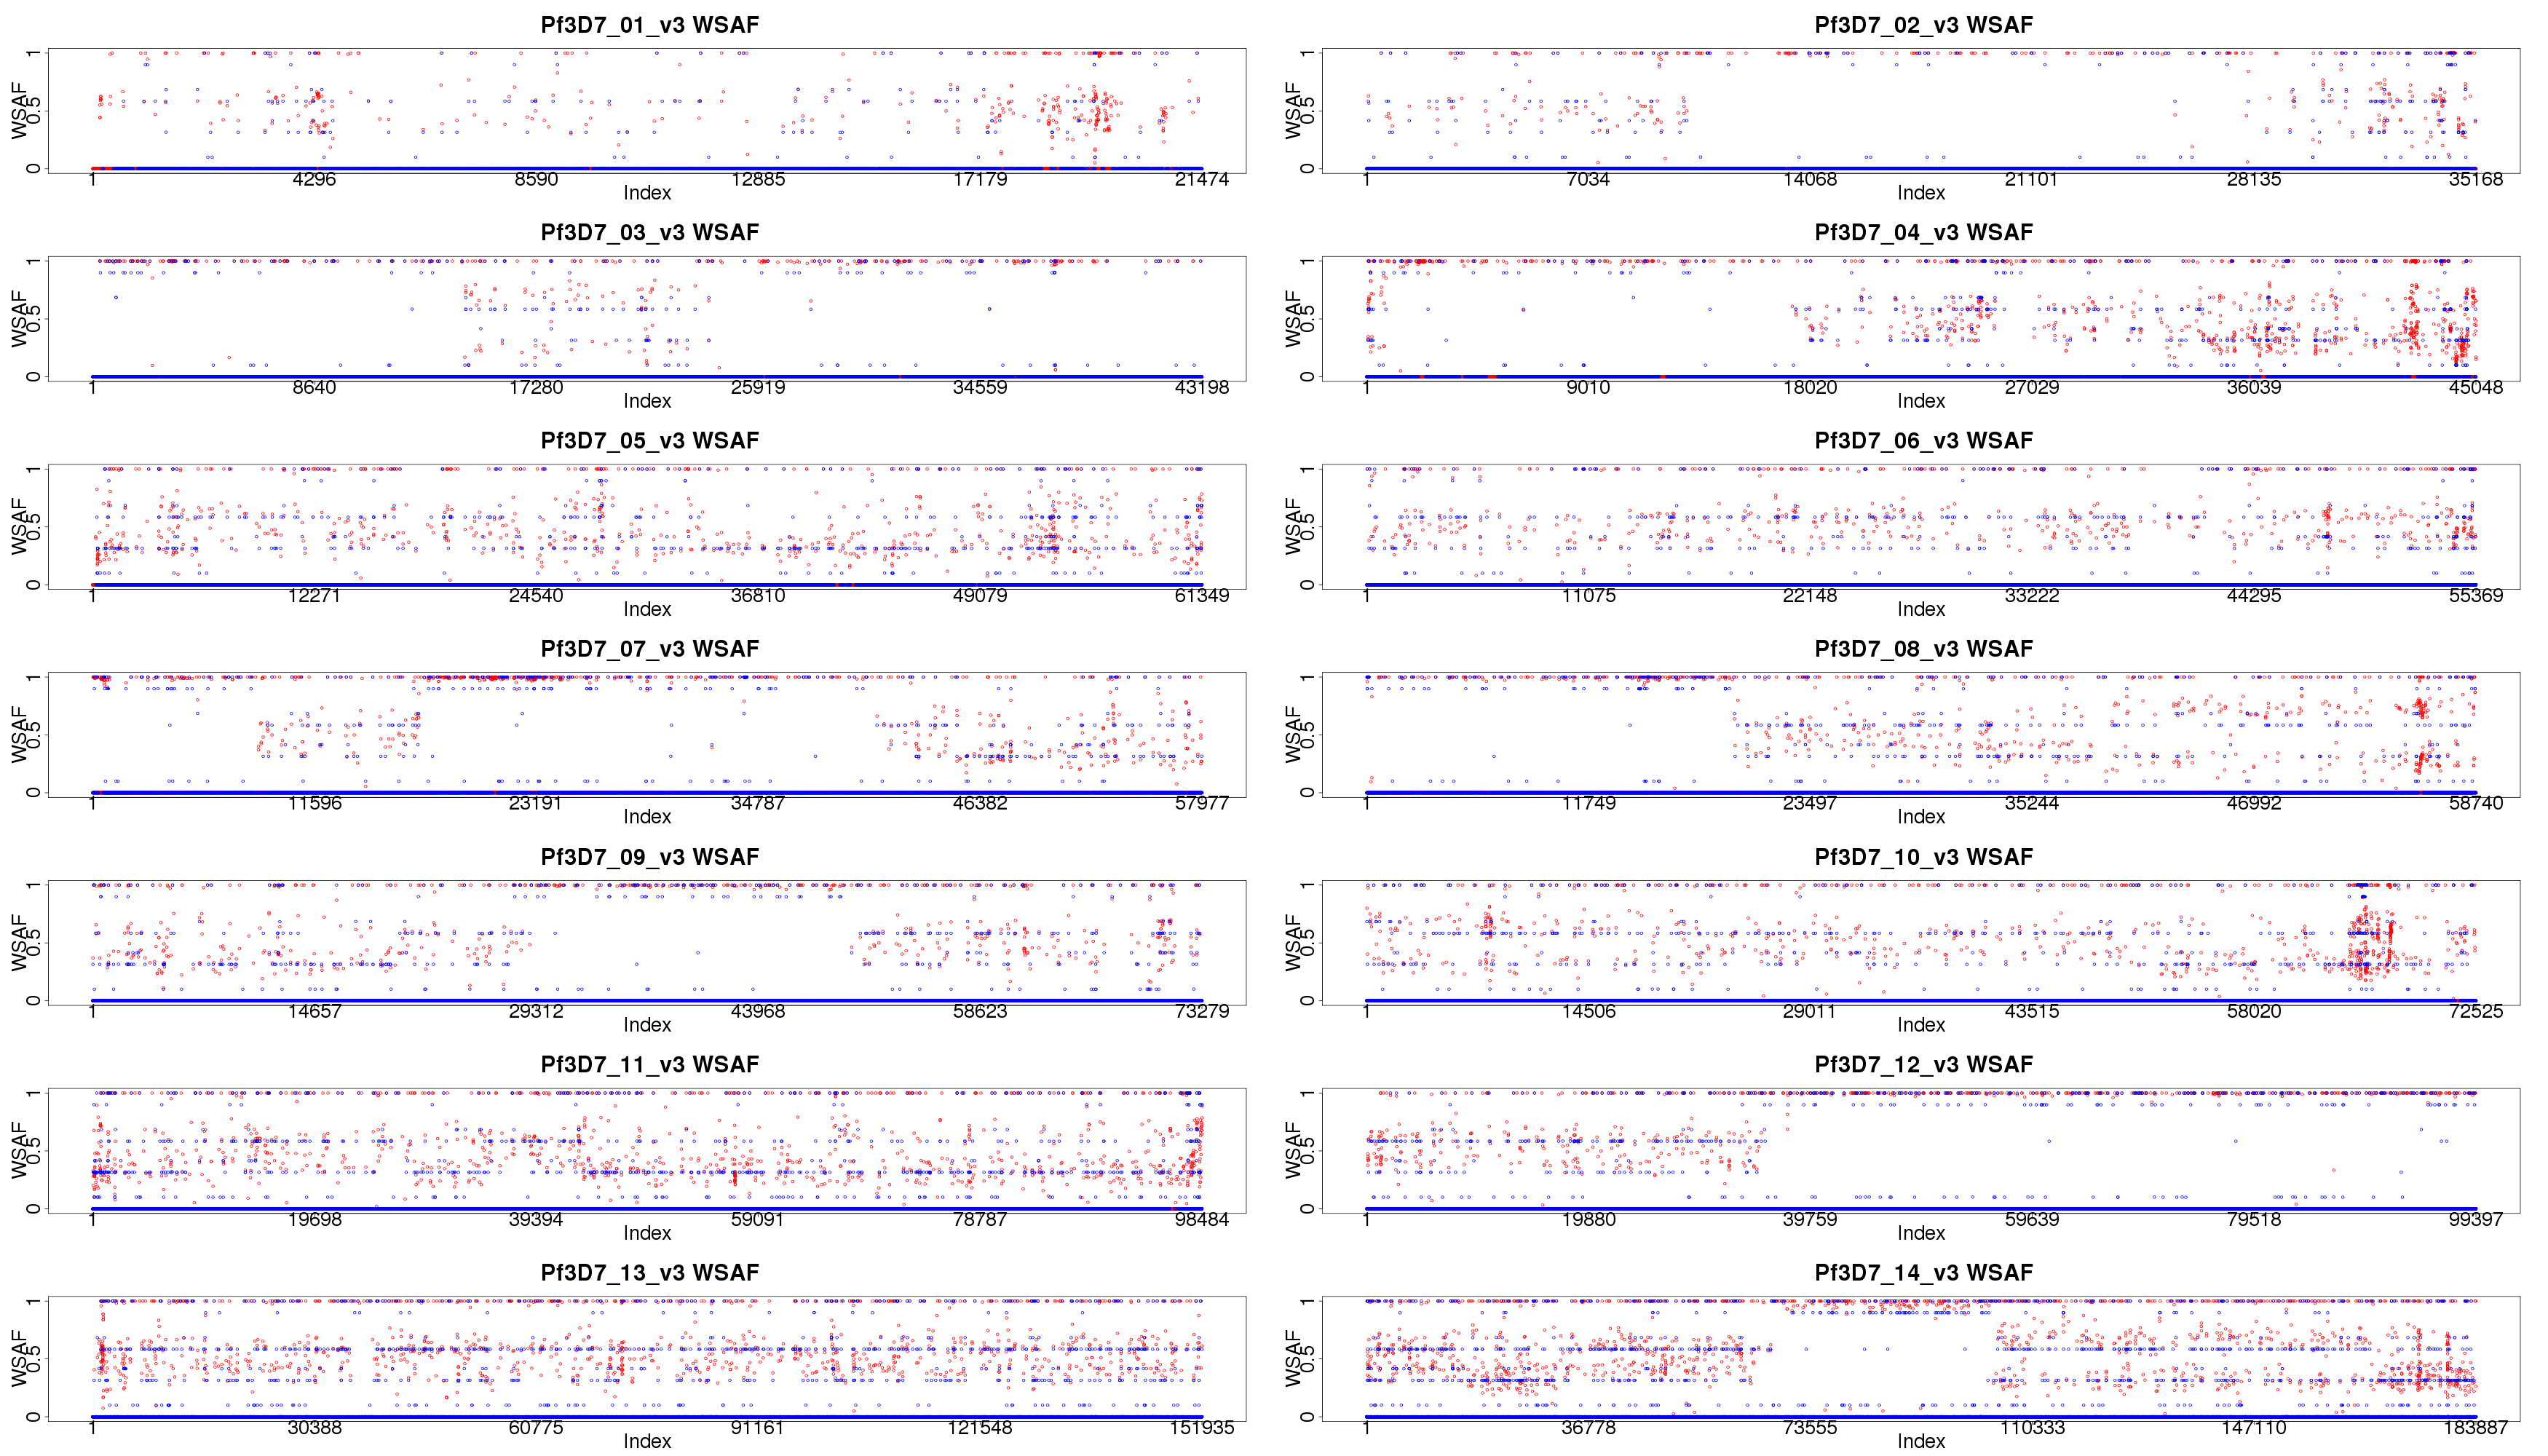 Pf3D7_01_v3 WSAF
WSAF
0 0.5 1
1 4296 8590 12885 17179 21474
Index
Pf3D7_02_v3 WSAF
WSAF
0 0.5 1
1 7034 14068 21101 28135 35168
Index
Pf3D7_03_v3 WSAF
WSAF
0 0.5 1
1 8640 17280 25919 34559 43198
Index
Pf3D7_04_v3 WSAF
WSAF
0 0.5 1
1 9010 18020 27029 36039 45048
Index
Pf3D7_05_v3 WSAF
WSAF
0 0.5 1
1 12271 24540 36810 49079 61349
Index
Pf3D7_06_v3 WSAF
WSAF
0 0.5 1
1 11075 22148 33222 44295 55369
Index
Pf3D7_07_v3 WSAF
WSAF
0 0.5 1
1 11596 23191 34787 46382 57977
Index
Pf3D7_08_v3 WSAF
WSAF
0 0.5 1
1 11749 23497 35244 46992 58740
Index
Pf3D7_09_v3 WSAF
WSAF
0 0.5 1
1 14657 29312 43968 58623 73279
Index
Pf3D7_10_v3 WSAF
WSAF
0 0.5 1
1 14506 29011 43515 58020 72525
Index
Pf3D7_11_v3 WSAF
WSAF
0 0.5 1
1 19698 39394 59091 78787 98484
Index
Pf3D7_12_v3 WSAF
WSAF
0 0.5 1
1 19880 39759 59639 79518 99397
Index
Pf3D7_13_v3 WSAF
WSAF
0 0.5 1
1 30388 60775 91161 121548 151935
Index
Pf3D7_14_v3 WSAF
WSAF
0 0.5 1
1 36778 73555 110333 147110 183887
Index